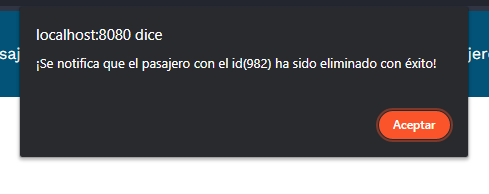 localhost:8080 dice
¡Se notifica que el pasajero con el id(982) ha sido eliminado con éxito!
Aceptar